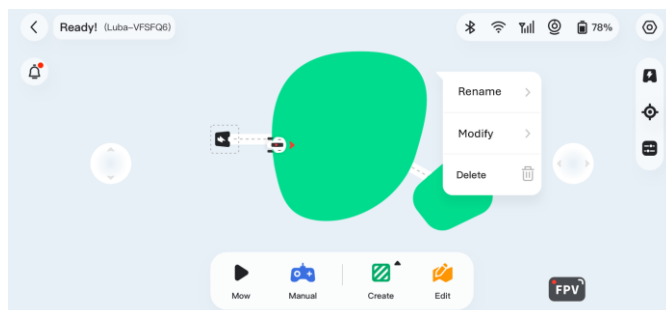 Ready! (Luba-VFSFQ6)
78%
Rename
Modify
Delete
Mow
Manual
Create
Edit
FPV